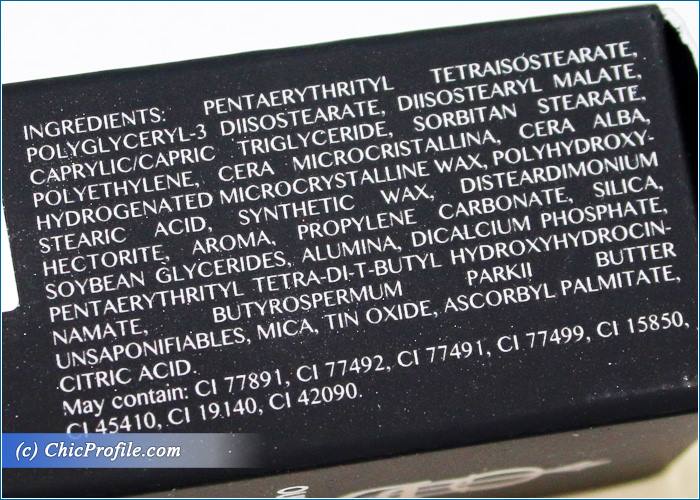 INGREDIENTS: PENTAERYTHRITYL TETRAISOSTEARATE,
POLYGLYCERYL-3 DIISOSTEARATE, DIISOSTEARYL MALATE,
CAPRYLIC/CAPRIC TRIGLYCERIDE, SORBITAN STEARATE,
POLYETHYLENE, CERA MICROCRISTALLINA, CERA ALBA,
HYDROGENATED MICROCRYSTALLINE WAX, POLYHYDROXY-
STEARIC ACID, SYNTHETIC WAX, DISTEARDIMONIUM
HECTORITE, AROMA, PROPYLENE CARBONATE, SILICA,
SOYBEAN GLYCERIDES, ALUMINA, DICALCIUM PHOSPHATE,
PENTAERYTHRITYL TETRA-DI-T-BUTYL HYDROXYHYDROCIN-
NAMATE, BUTYROSPERMUM PARKII BUTTER
UNSAPONIFIABLES, MICA, TIN OXIDE, ASCORBYL PALMITATE,
CITRIC ACID.
May contain: CI 77891, CI 77492, CI 77491, CI 77499, CI 15850,
CI 45410, CI 19140, CI 42090.
(c) ChicProfile.com